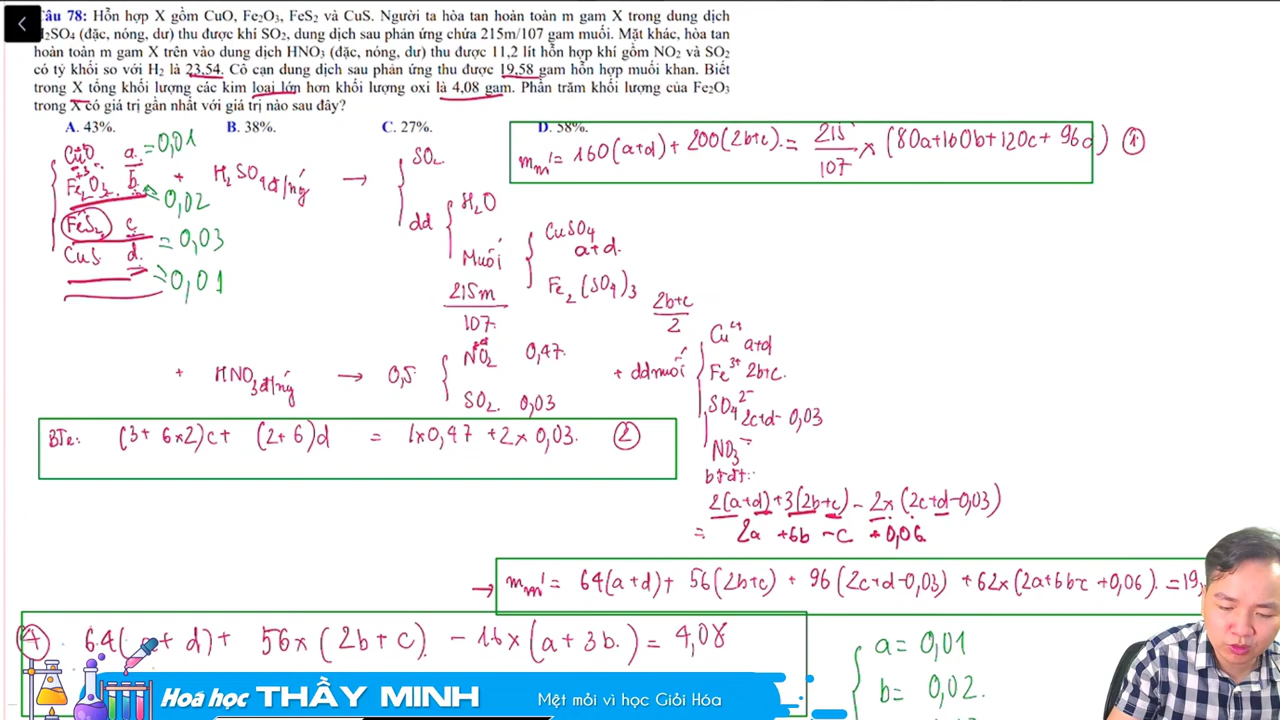 Câu 78: Hỗn hợp X gồm CuO, Fe2O3, FeS2 và CuS. Người ta hòa tan hoàn toàn m gam X trong dung dịch
H2SO4 (đặc, nóng, dư) thu được khí SO2, dung dịch sau phản ứng chứa 215m/107 gam muối. Mặt khác, hòa tan
hoàn toàn m gam X trên vào dung dịch HNO3 (đặc, nóng, dư) thu được 11,2 lít hỗn hợp khí gồm NO2 và SO2
có tỷ khối so với H2 là 23,54. Cô cạn dung dịch sau phản ứng thu được 19,58 gam hỗn hợp muối khan. Biết
trong X tổng khối lượng các kim loại lớn hơn khối lượng oxi là 4,08 gam. Phần trăm khối lượng của Fe2O3
trong X có giá trị gần nhất với giá trị nào sau đây?
A. 43%. B. 38%. C. 27%. D. 58%.
mm' = 160(a+d) + 200(2b+c) = 215/107 × (80a+160b+120c+96d) ①
CuO a = 0,01
+3
Fe2O3 b = 0,02
FeS2 c = 0,03
CuS d = 0,01
+ H2SO4 đ/nóg →
SO2
dd
H2O
Muối
215m
107
CuSO4
a+d
Fe2(SO4)3
2b+c
2
+ HNO3 đ/nóg → 0,5
NO2 0,47
SO2 0,03
+ dd muối
Cu2+ a+d
Fe3+ 2b+c
SO4 2- 2c+d-0,03
NO3-
btđt:
2(a+d)+3(2b+c) - 2×(2c+d-0,03)
= 2a +6b -c +0,06
BTe: (3+ 6×2)c + (2+6)d = 1×0,47 +2×0,03. ②
→ mm' = 64(a+d)+ 56(2b+c) + 96(2c+d-0,03) +62×(2a+6b-c+0,06) = 19,
④ 64(a+d)+ 56×(2b+c) - 16×(a+3b) = 4,08
a = 0,01
b = 0,02
Hoá học THẦY MINH
Mệt mỏi vì học Giỏi Hóa